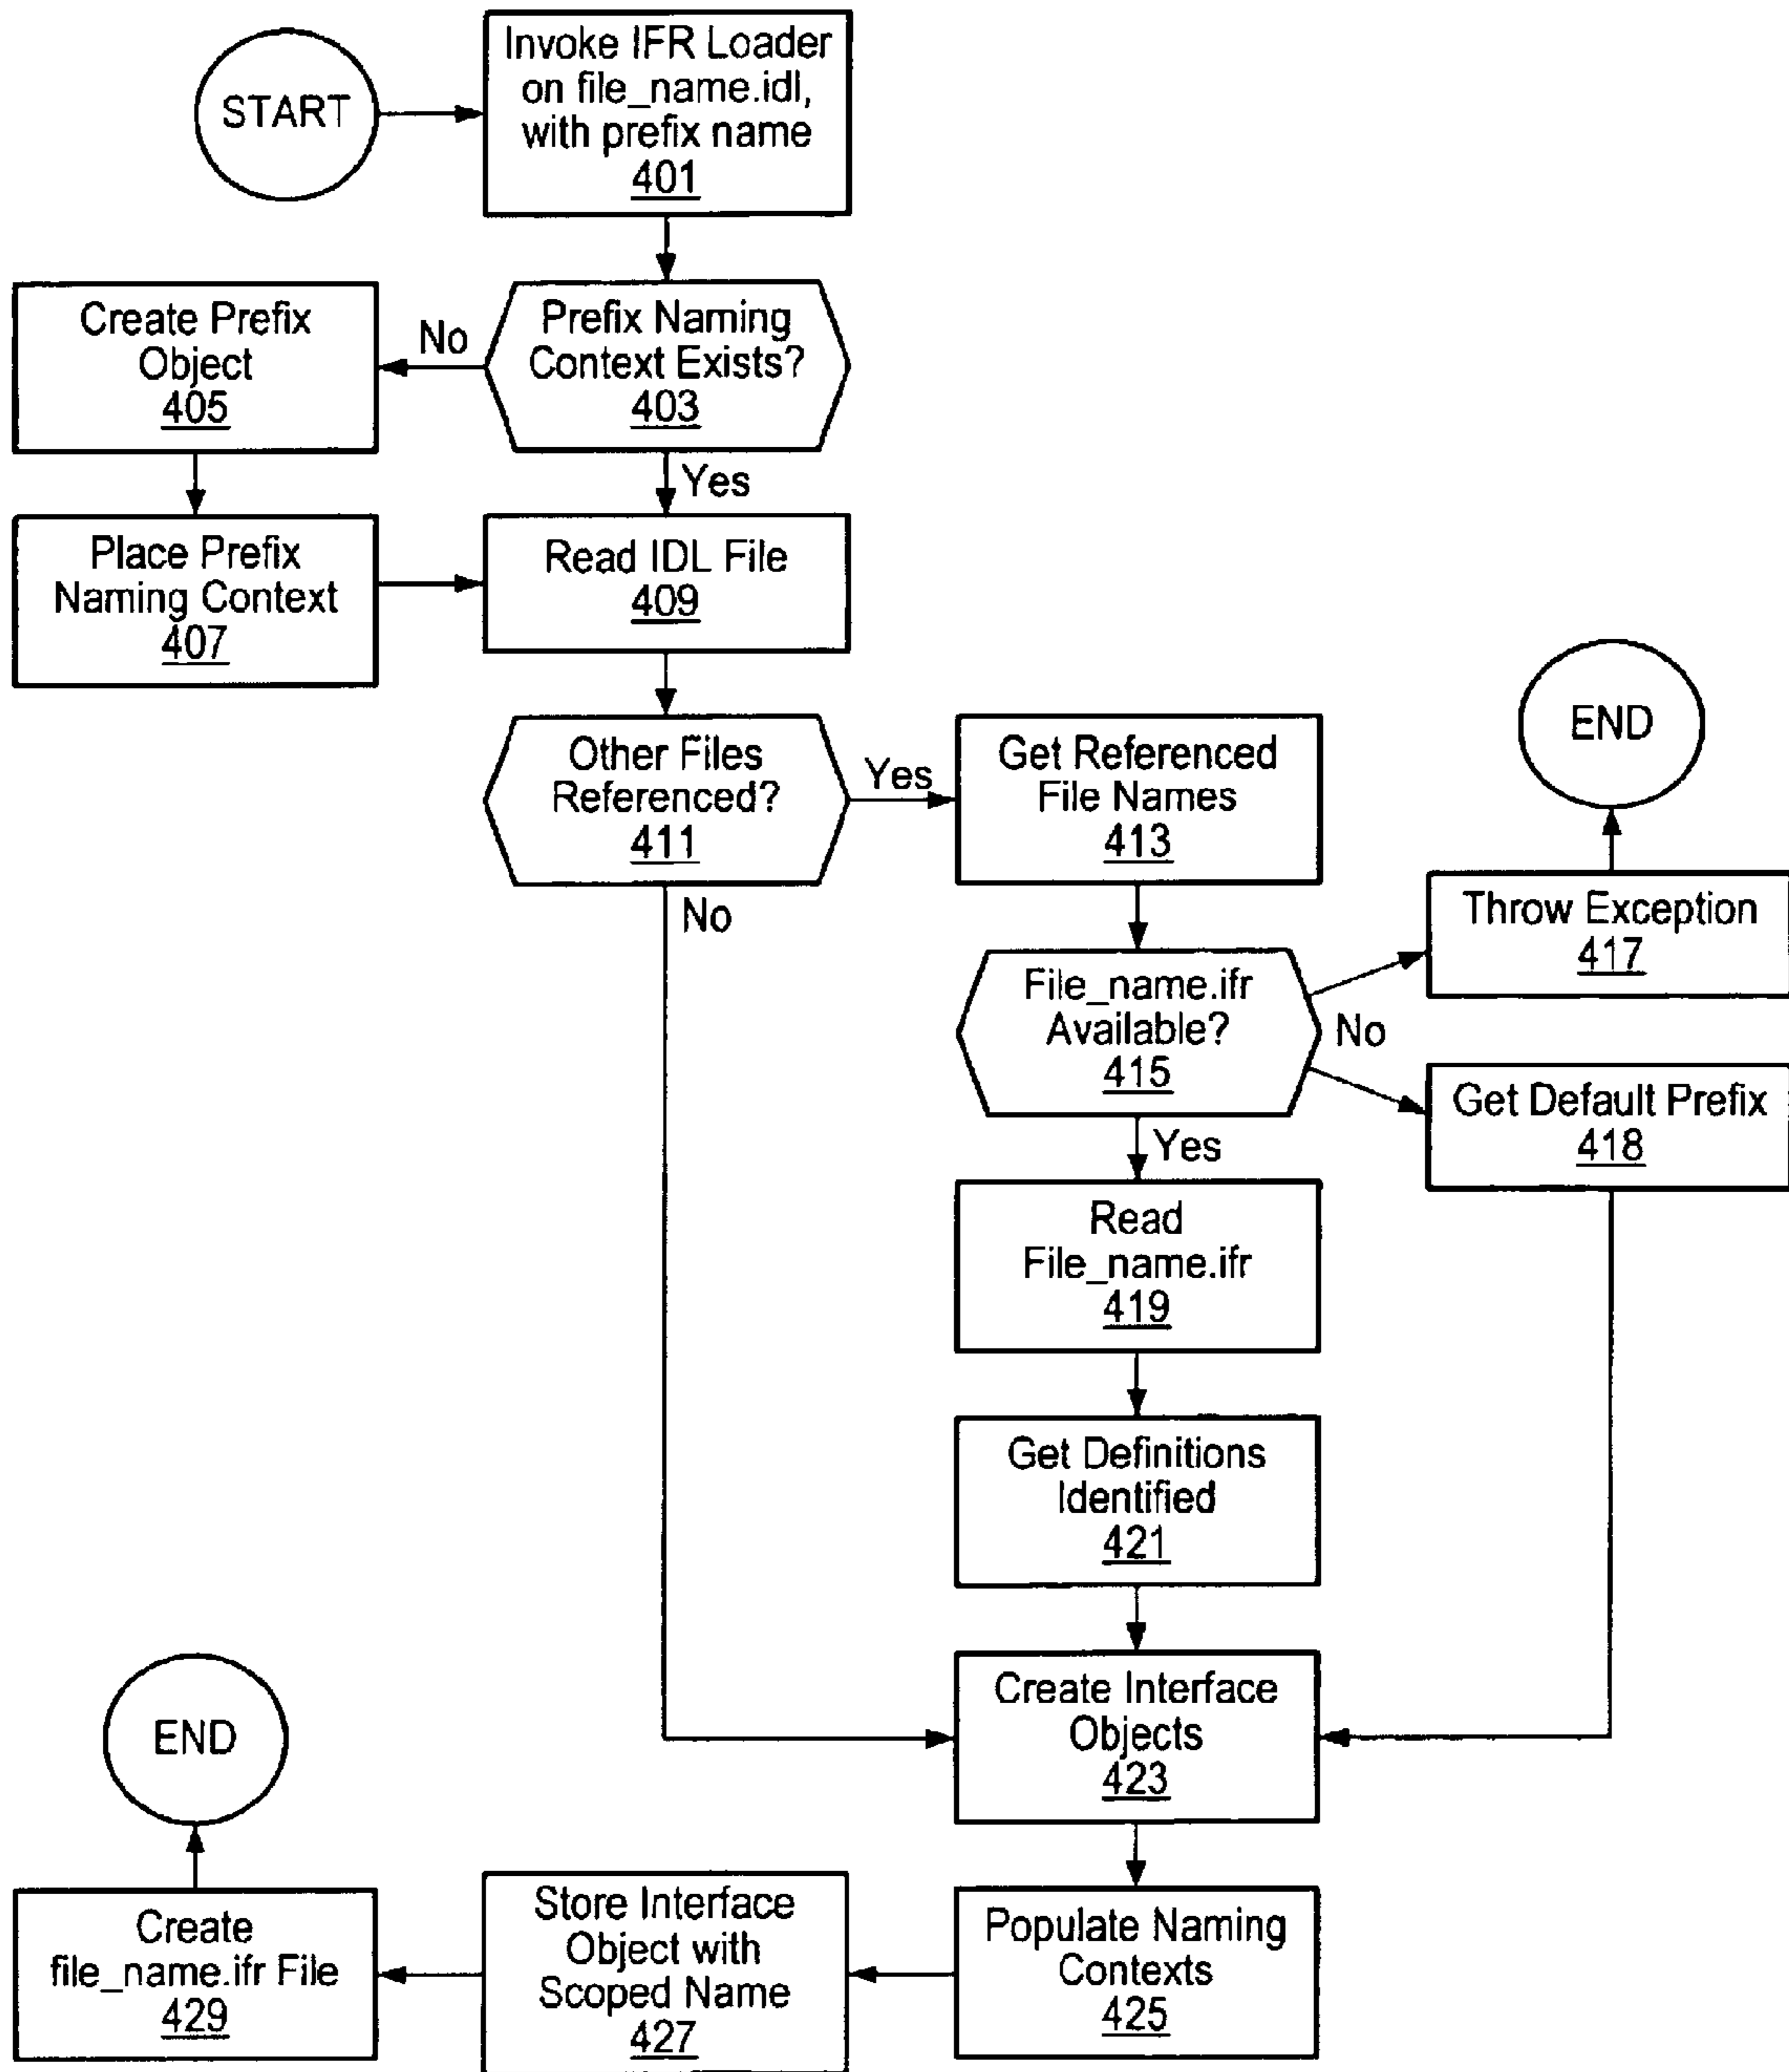 START
Invoke IFR Loader
on file_name.idl,
with prefix name
401
Create Prefix
Object
405
No
Prefix Naming
Context Exists?
403
Yes
Place Prefix
Naming Context
407
Read IDL File
409
Other Files
Referenced?
411
Yes
No
Get Referenced
File Names
413
END
Throw Exception
417
File_name.ifr
Available?
415
No
Yes
Get Default Prefix
418
Read
File_name.ifr
419
Get Definitions
Identified
421
Create Interface
Objects
423
END
Create
file_name.ifr File
429
Store Interface
Object with
Scoped Name
427
Populate Naming
Contexts
425